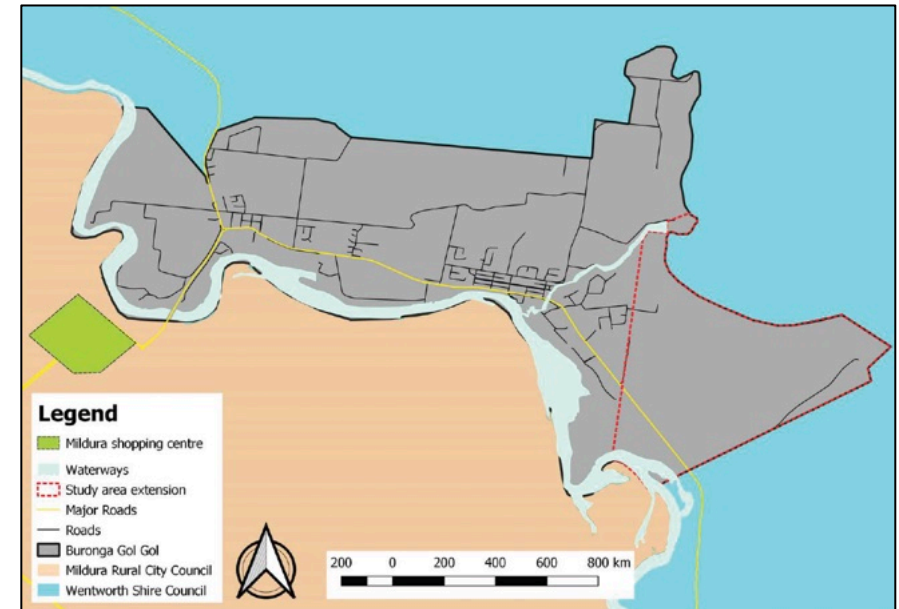 Legend
Mildura shopping centre
Waterways
Study area extension
Major Roads
Roads
Buronga Gol Gol
Mildura Rural City Council
Wentworth Shire Council
200 0 200 400 600 800 km